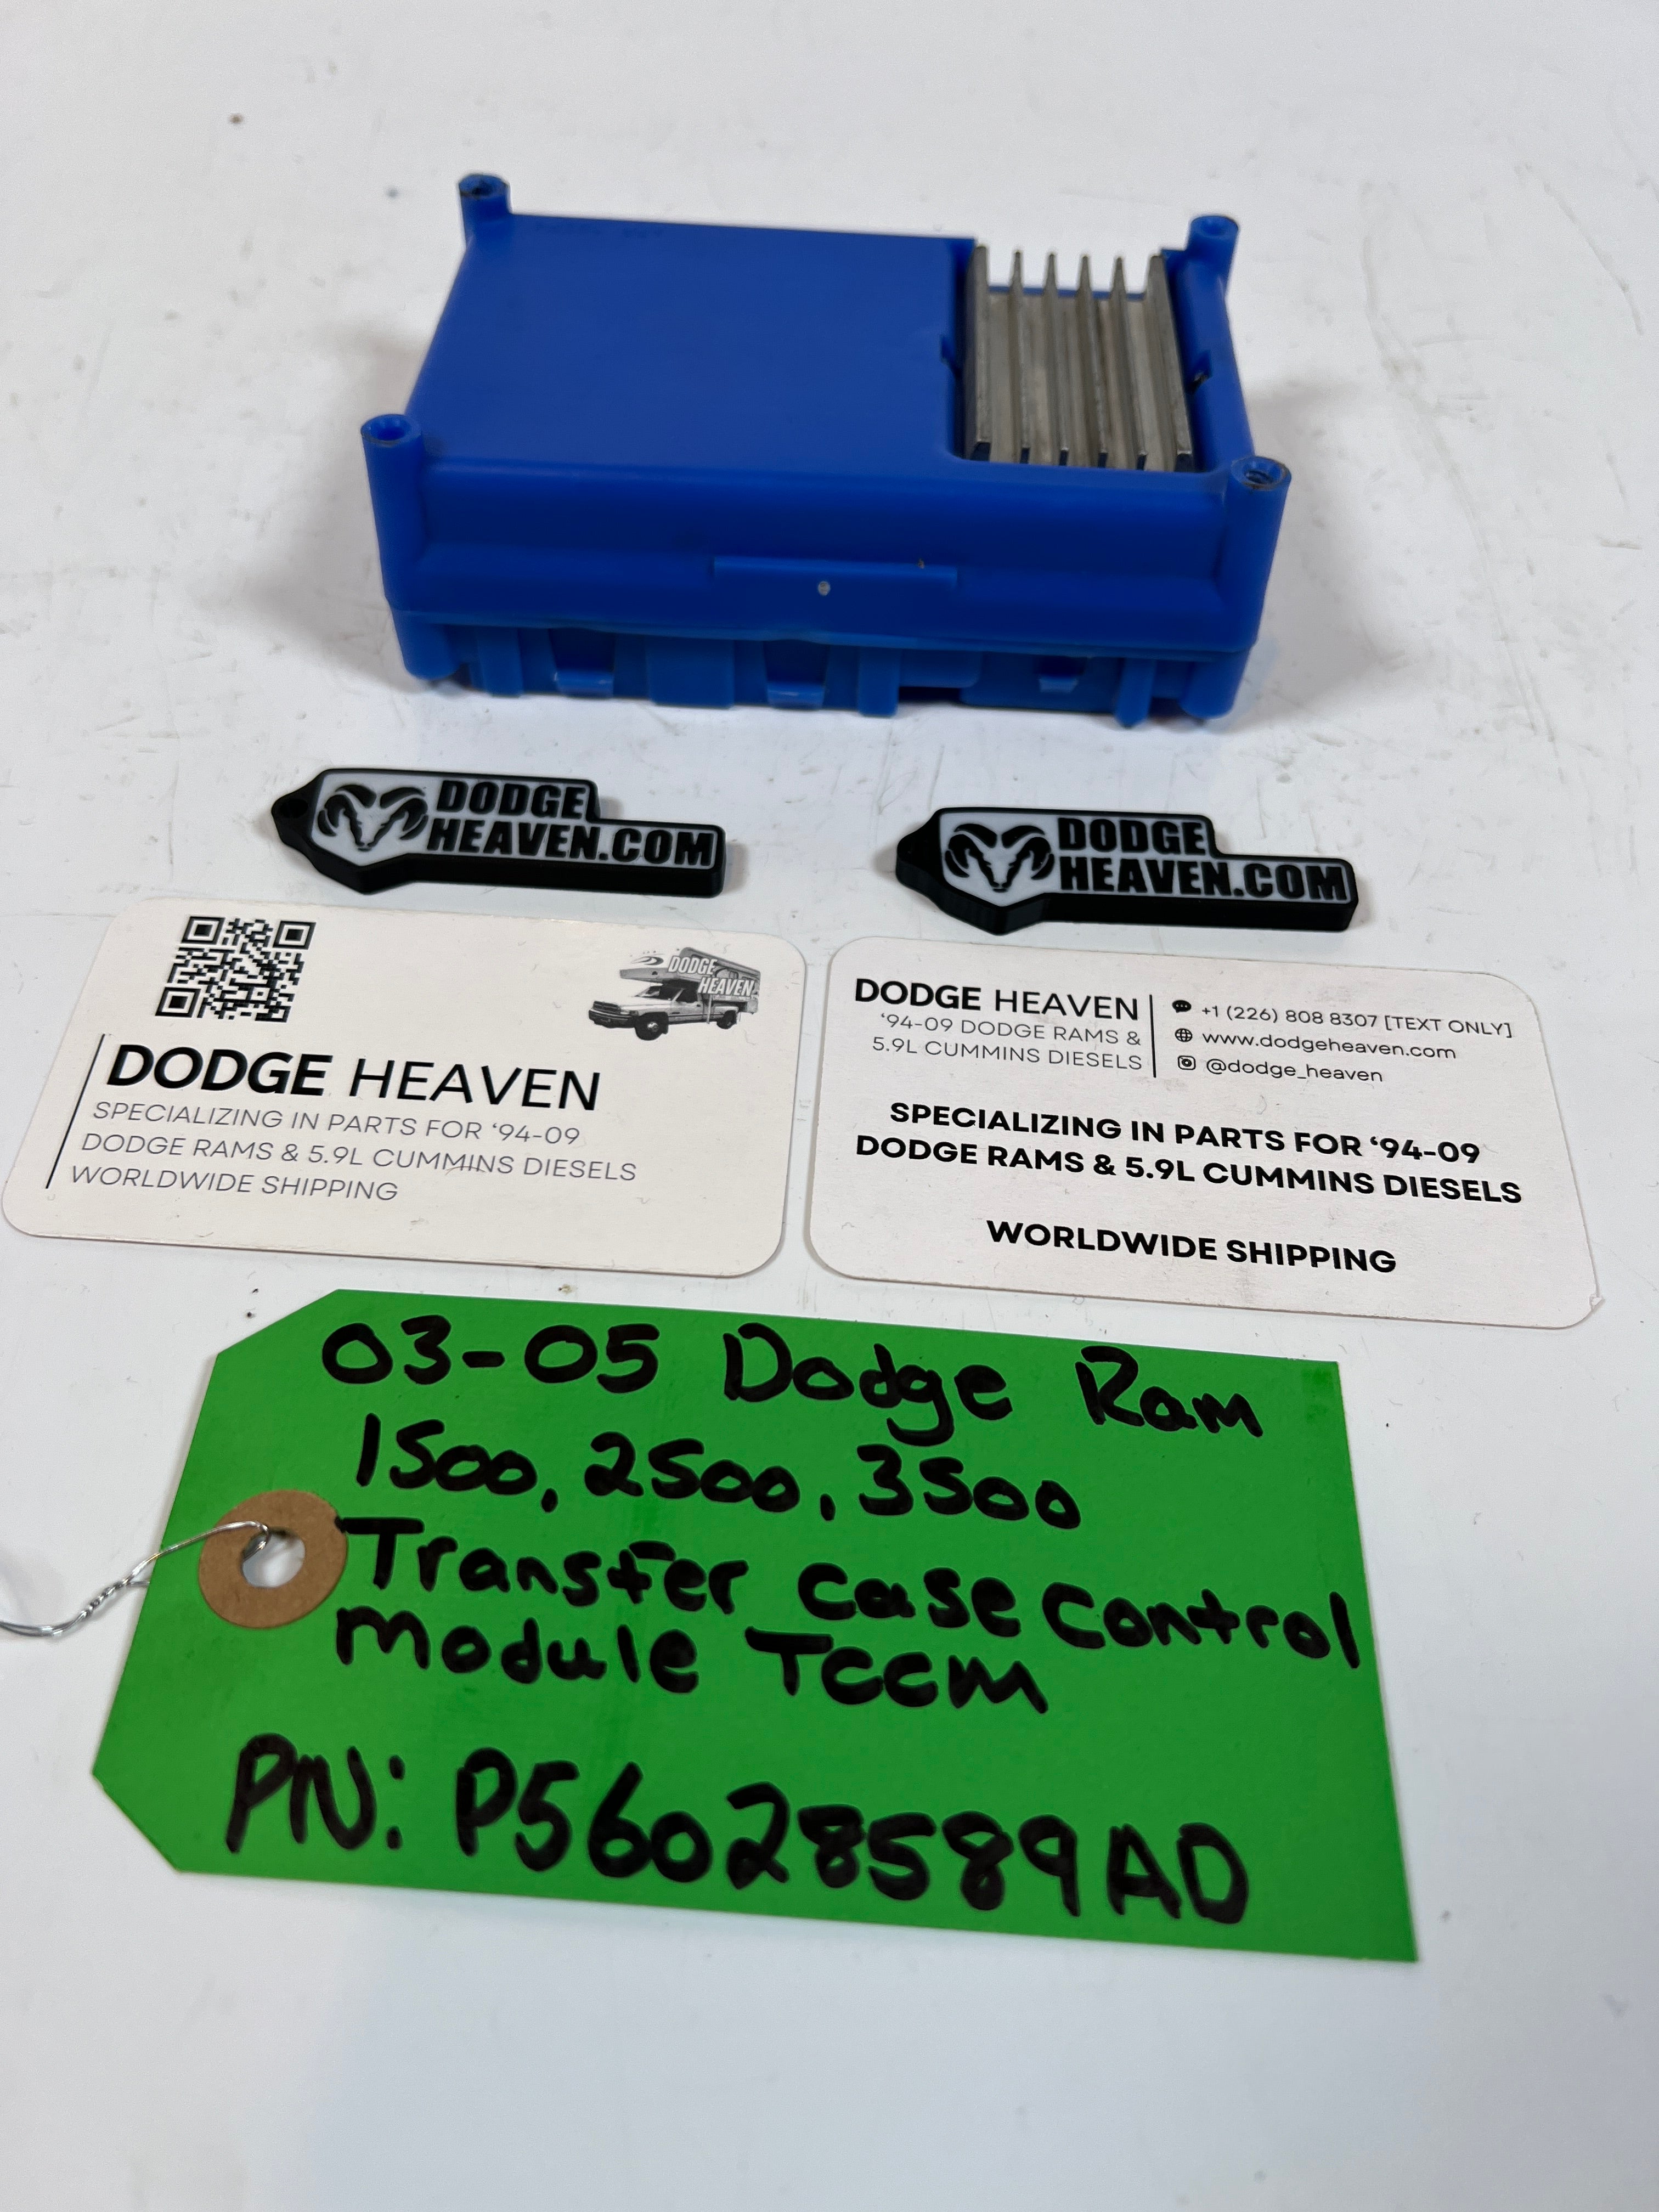 DODGE
HEAVEN.COM
DODGE
HEAVEN.COM
DODGE
HEAVEN
DODGE HEAVEN
SPECIALIZING IN PARTS FOR ‘94-09
DODGE RAMS & 5.9L CUMMINS DIESELS
WORLDWIDE SHIPPING
DODGE HEAVEN
‘94-09 DODGE RAMS &
5.9L CUMMINS DIESELS
+1 (226) 808 8307 [TEXT ONLY]
www.dodgeheaven.com
@dodge_heaven
SPECIALIZING IN PARTS FOR ‘94-09
DODGE RAMS & 5.9L CUMMINS DIESELS
WORLDWIDE SHIPPING
03-05 Dodge Ram
1500, 2500, 3500
Transfer case control
module TCCM
PN: P56028589AD